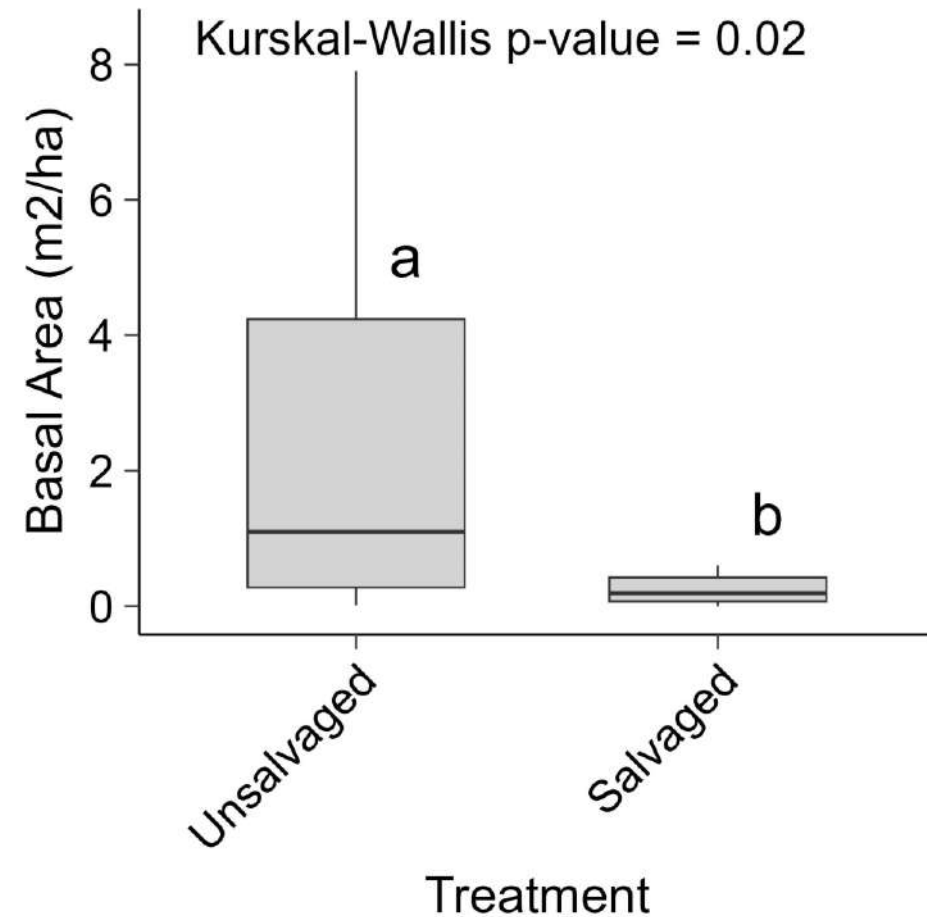 Kurskal-Wallis p-value = 0.02
Basal Area (m2/ha)
8
6
4
2
0
a
b
Unsalvaged
Salvaged
Treatment